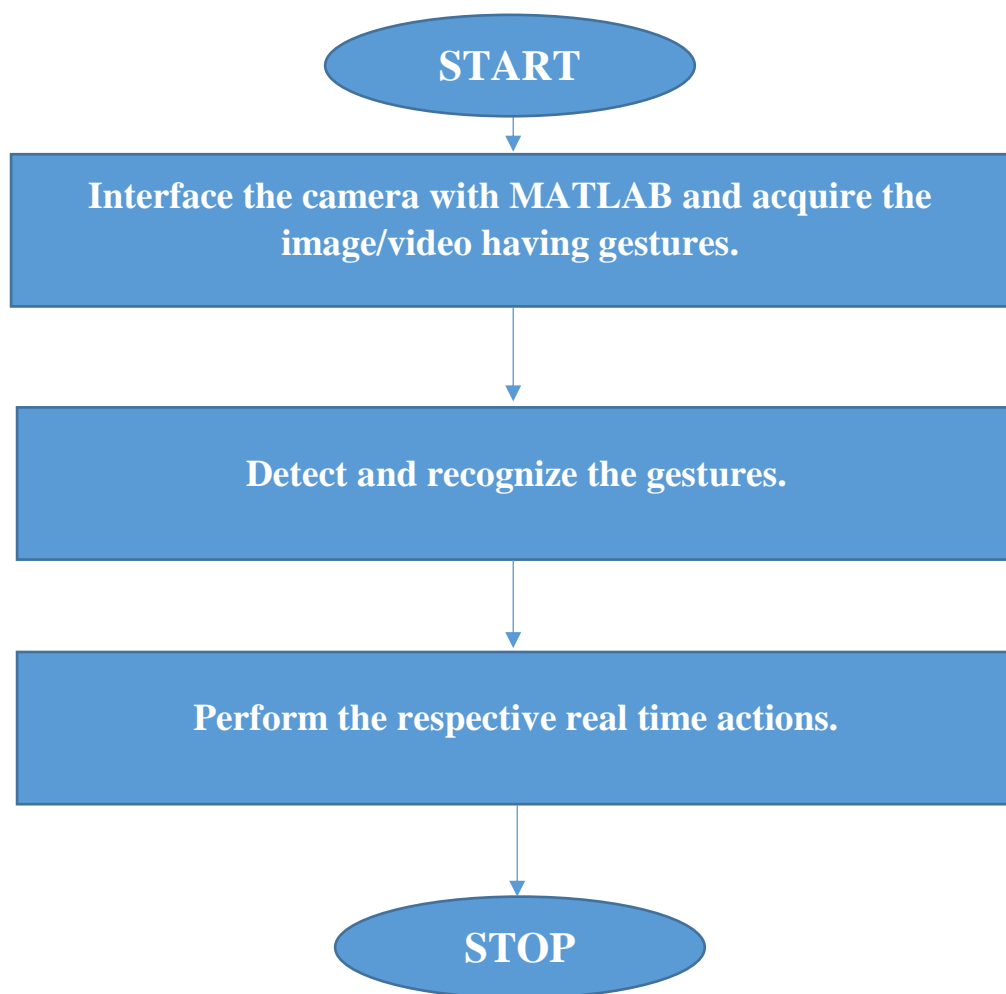 START
Interface the camera with MATLAB and acquire the
image/video having gestures.
Detect and recognize the gestures.
Perform the respective real time actions.
STOP